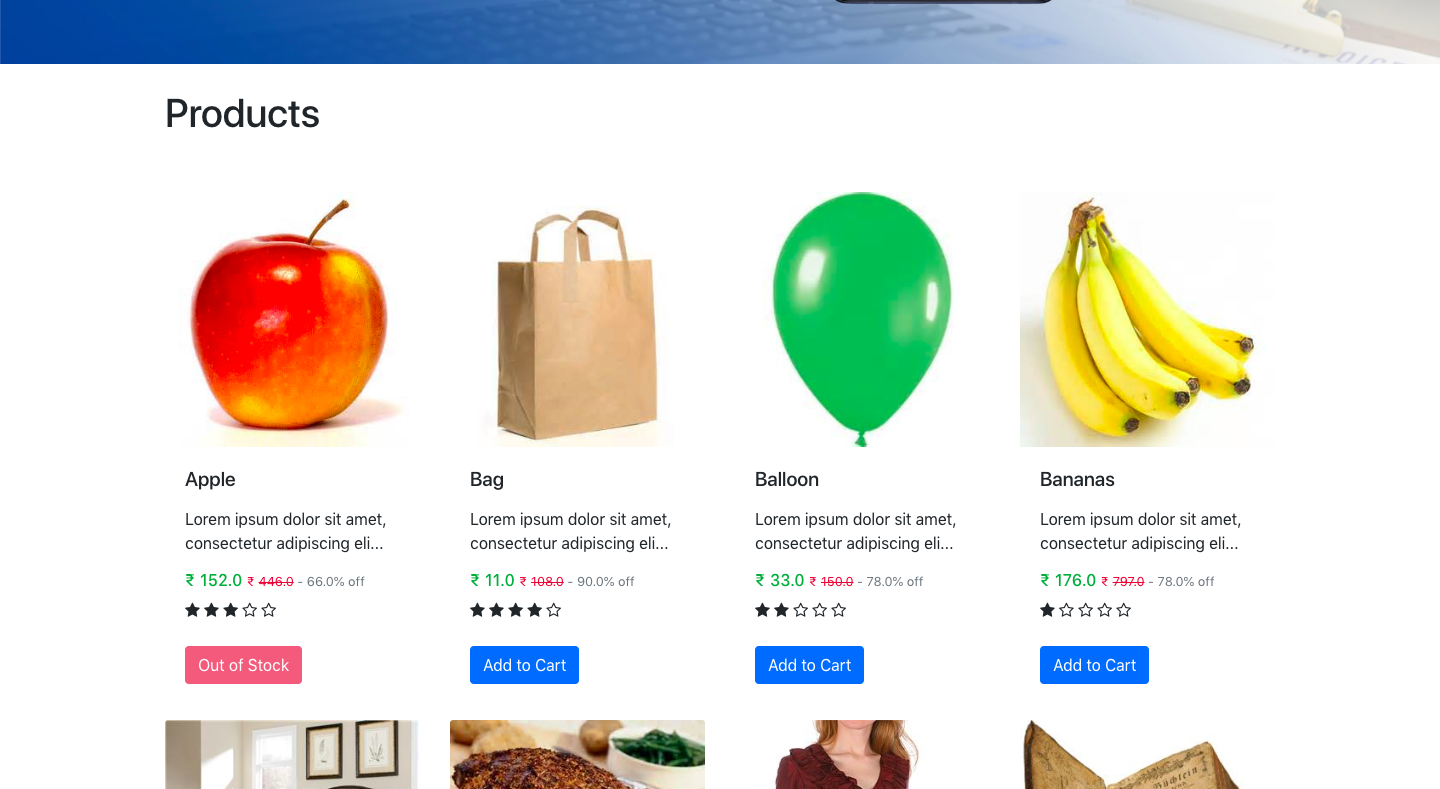 Products
Apple
Lorem ipsum dolor sit amet,
consectetur adipiscing eli...
₹ 152.0 ₹ 446.0 - 66.0% off
Out of Stock
Bag
Lorem ipsum dolor sit amet,
consectetur adipiscing eli...
₹ 11.0 ₹ 108.0 - 90.0% off
Add to Cart
Balloon
Lorem ipsum dolor sit amet,
consectetur adipiscing eli...
₹ 33.0 ₹ 150.0 - 78.0% off
Add to Cart
Bananas
Lorem ipsum dolor sit amet,
consectetur adipiscing eli...
₹ 176.0 ₹ 797.0 - 78.0% off
Add to Cart